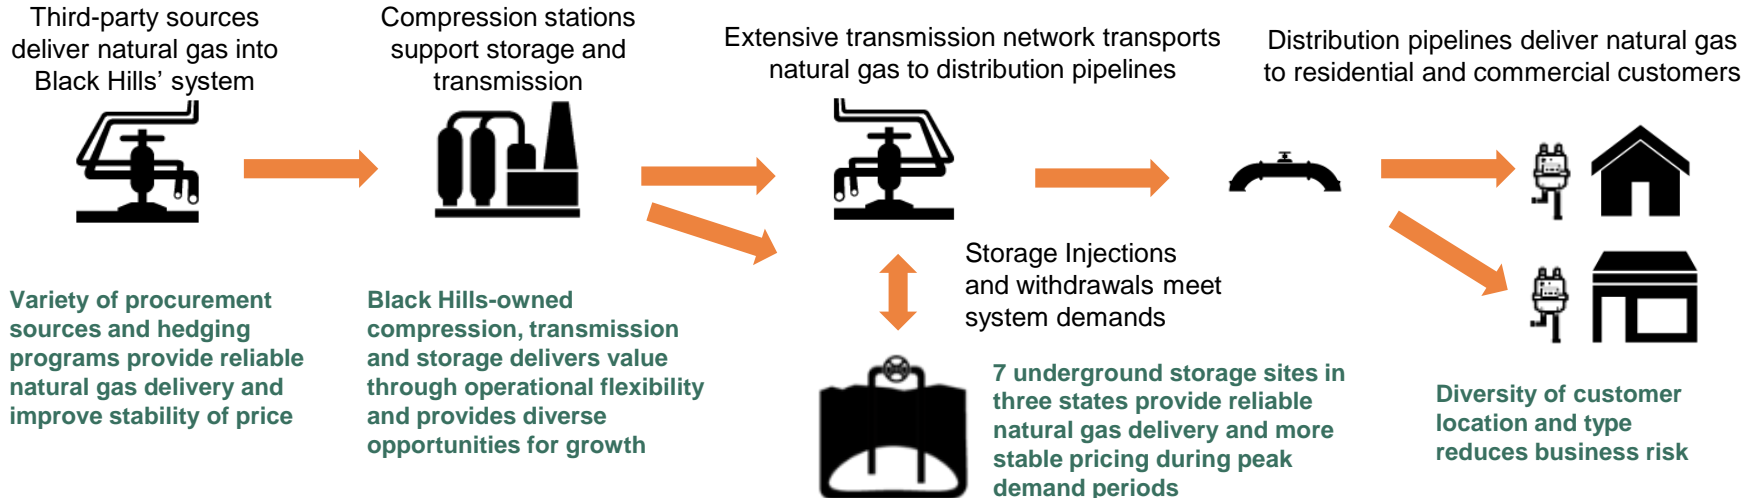 Third-party sources
deliver natural gas into
Black Hills’ system
Compression stations
support storage and
transmission
Extensive transmission network transports
natural gas to distribution pipelines
Distribution pipelines deliver natural gas
to residential and commercial customers
Storage Injections
and withdrawals meet
system demands
Variety of procurement
sources and hedging
programs provide reliable
natural gas delivery and
improve stability of price
Black Hills-owned
compression, transmission
and storage delivers value
through operational flexibility
and provides diverse
opportunities for growth
7 underground storage sites in
three states provide reliable
natural gas delivery and more
stable pricing during peak
demand periods
Diversity of customer
location and type
reduces business risk